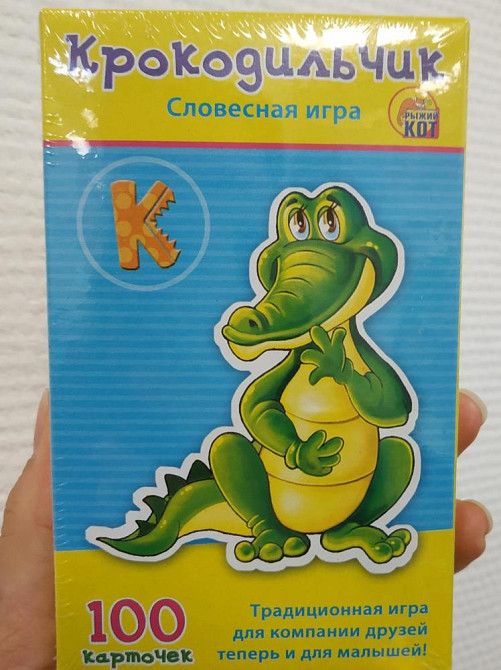 Крокодильчик
Словесная игра
РЫЖИЙ
КОТ
К
100
карточек
Традиционная игра
для компании друзей
теперь и для малышей!